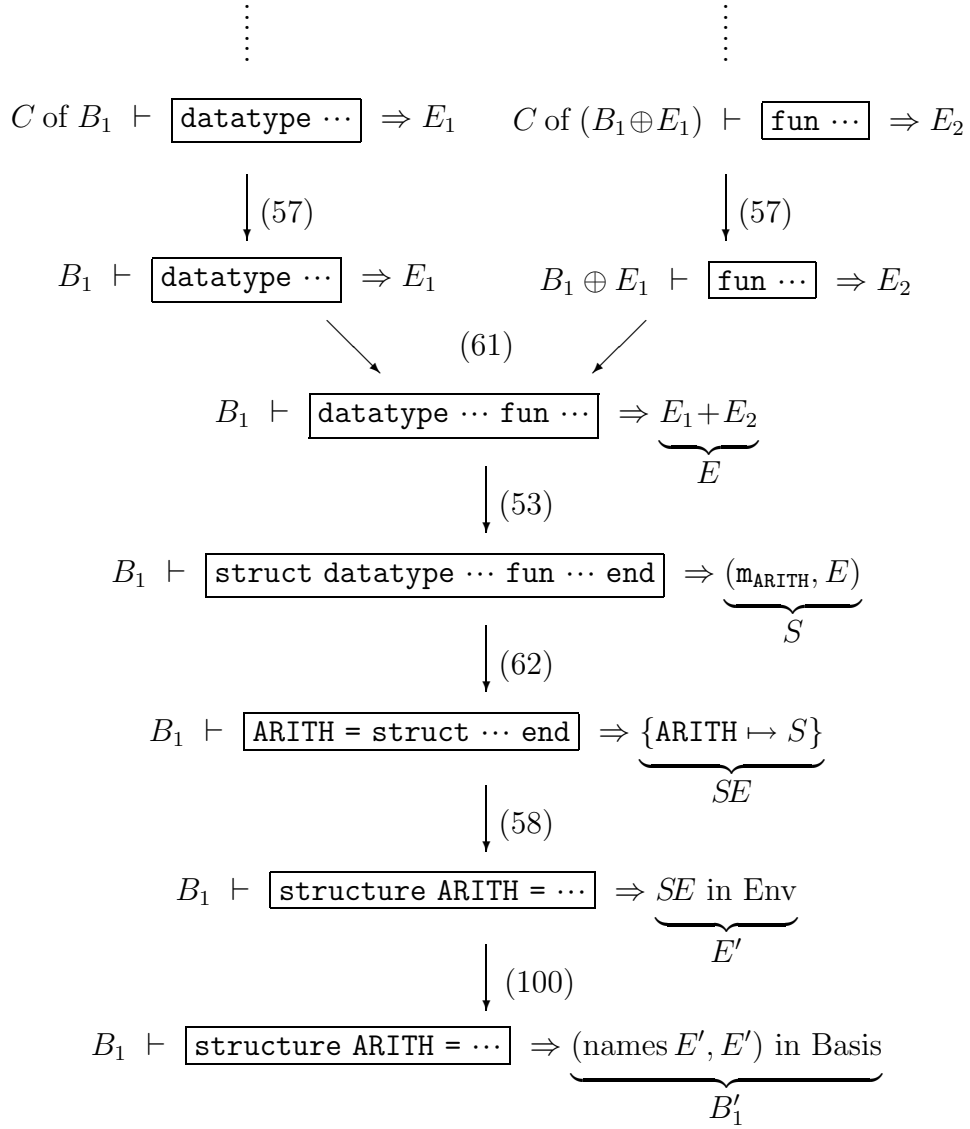 C of B₁ ⊢ datatype ··· ⇒ E₁ C of (B₁⊕E₁) ⊢ fun ··· ⇒ E₂
(57) (57)
B₁ ⊢ datatype ··· ⇒ E₁ B₁ ⊕ E₁ ⊢ fun ··· ⇒ E₂
(61)
B₁ ⊢ datatype ··· fun ··· ⇒ E₁+E₂
E
(53)
B₁ ⊢ struct datatype ··· fun ··· end ⇒ (m_ARITH, E)
S
(62)
B₁ ⊢ ARITH = struct ··· end ⇒ {ARITH ↦ S}
SE
(58)
B₁ ⊢ structure ARITH = ··· ⇒ SE in Env
E′
(100)
B₁ ⊢ structure ARITH = ··· ⇒ (names E′, E′) in Basis
B′₁